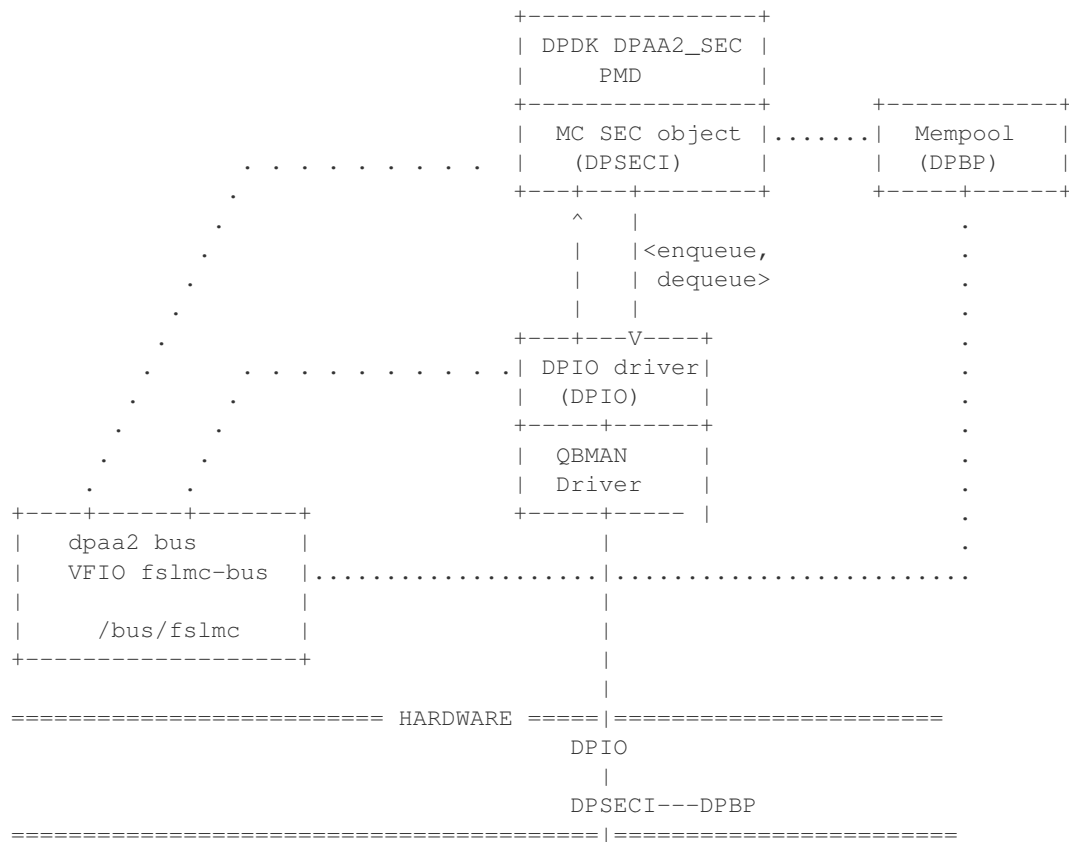 DPDK DPAA2_SEC
PMD
MC SEC object Mempool
(DPSECI) (DPBP)
<enqueue,
dequeue>
DPIO driver
(DPIO)
QBMAN
Driver
dpaa2 bus
VFIO fslmc-bus
/bus/fslmc
HARDWARE
DPIO
DPSECI---DPBP